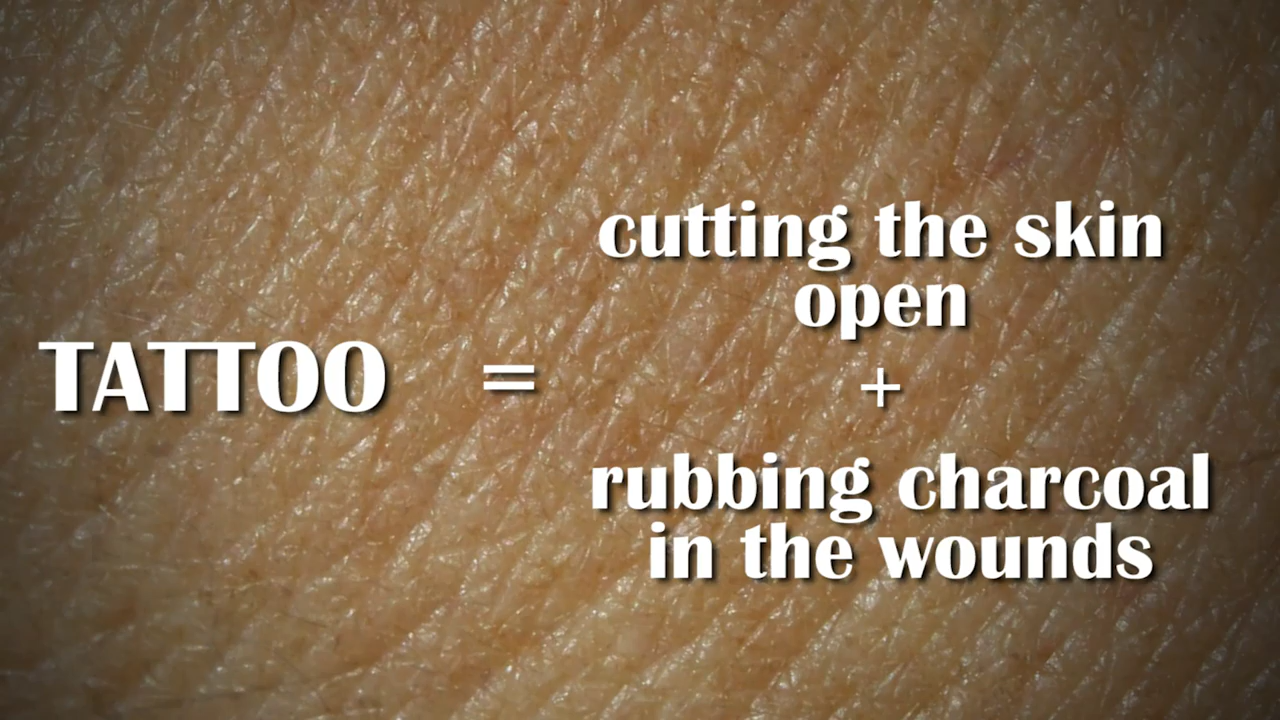 cutting the skin
open
+
TATTOO =
rubbing charcoal
in the wounds